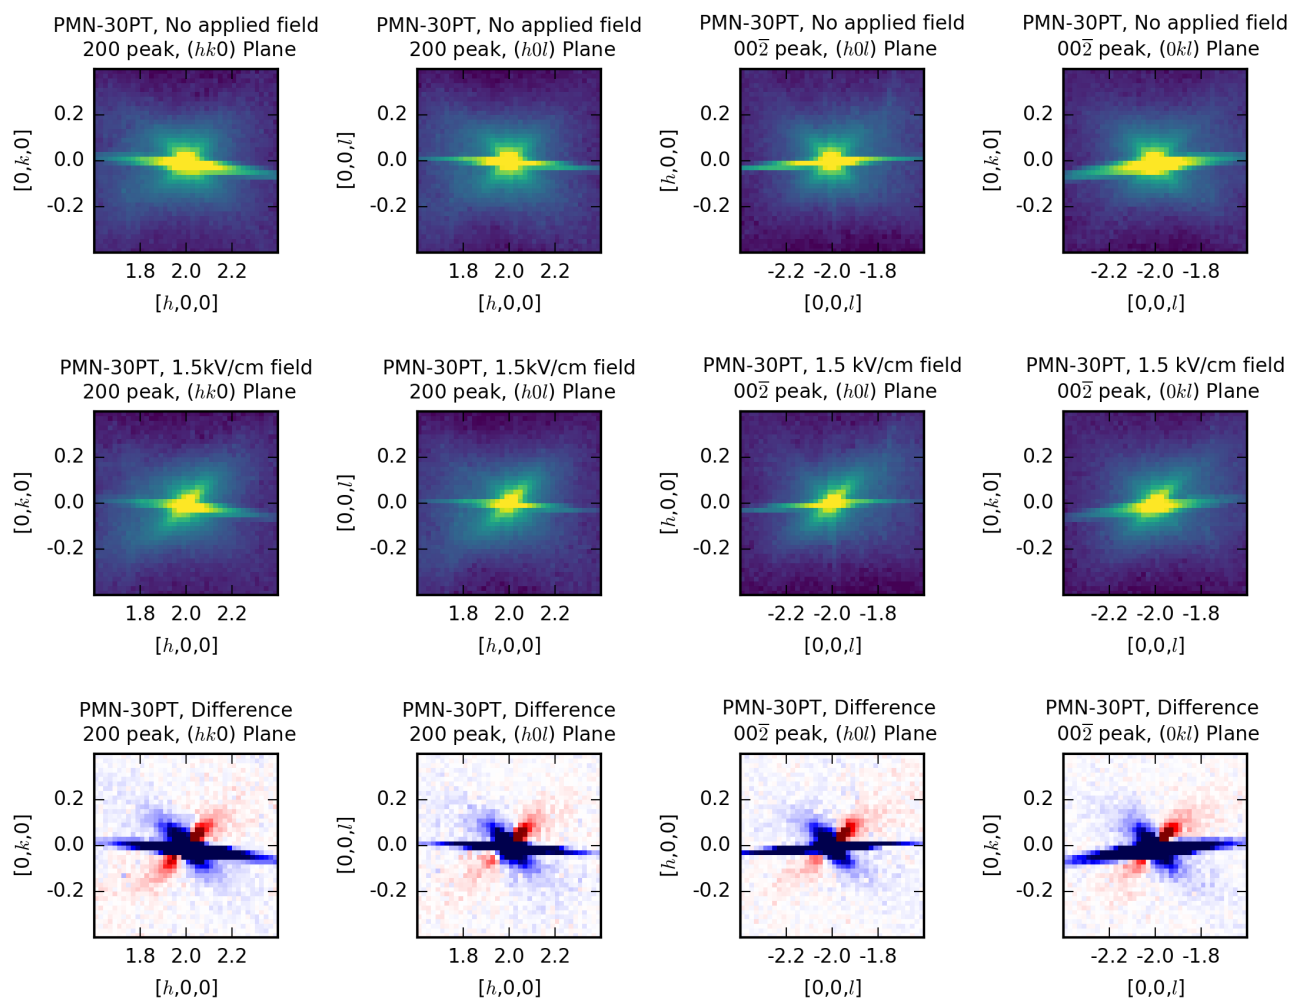 PMN-30PT, No applied field
200 peak, (hk0) Plane
0.2
0.0
-0.2
[0,k,0]
1.8 2.0 2.2
[h,0,0]
PMN-30PT, No applied field
200 peak, (h0l) Plane
0.2
0.0
-0.2
[0,0,l]
1.8 2.0 2.2
[h,0,0]
PMN-30PT, No applied field
002̅ peak, (h0l) Plane
0.2
0.0
-0.2
[h,0,0]
-2.2 -2.0 -1.8
[0,0,l]
PMN-30PT, No applied field
002̅ peak, (0kl) Plane
0.2
0.0
-0.2
[0,k,0]
-2.2 -2.0 -1.8
[0,0,l]
PMN-30PT, 1.5kV/cm field
200 peak, (hk0) Plane
0.2
0.0
-0.2
[0,k,0]
1.8 2.0 2.2
[h,0,0]
PMN-30PT, 1.5kV/cm field
200 peak, (h0l) Plane
0.2
0.0
-0.2
[0,0,l]
1.8 2.0 2.2
[h,0,0]
PMN-30PT, 1.5 kV/cm field
002̅ peak, (h0l) Plane
0.2
0.0
-0.2
[h,0,0]
-2.2 -2.0 -1.8
[0,0,l]
PMN-30PT, 1.5 kV/cm field
002̅ peak, (0kl) Plane
0.2
0.0
-0.2
[0,k,0]
-2.2 -2.0 -1.8
[0,0,l]
PMN-30PT, Difference
200 peak, (hk0) Plane
0.2
0.0
-0.2
[0,k,0]
1.8 2.0 2.2
[h,0,0]
PMN-30PT, Difference
200 peak, (h0l) Plane
0.2
0.0
-0.2
[0,0,l]
1.8 2.0 2.2
[h,0,0]
PMN-30PT, Difference
002̅ peak, (h0l) Plane
0.2
0.0
-0.2
[h,0,0]
-2.2 -2.0 -1.8
[0,0,l]
PMN-30PT, Difference
002̅ peak, (0kl) Plane
0.2
0.0
-0.2
[0,k,0]
-2.2 -2.0 -1.8
[0,0,l]